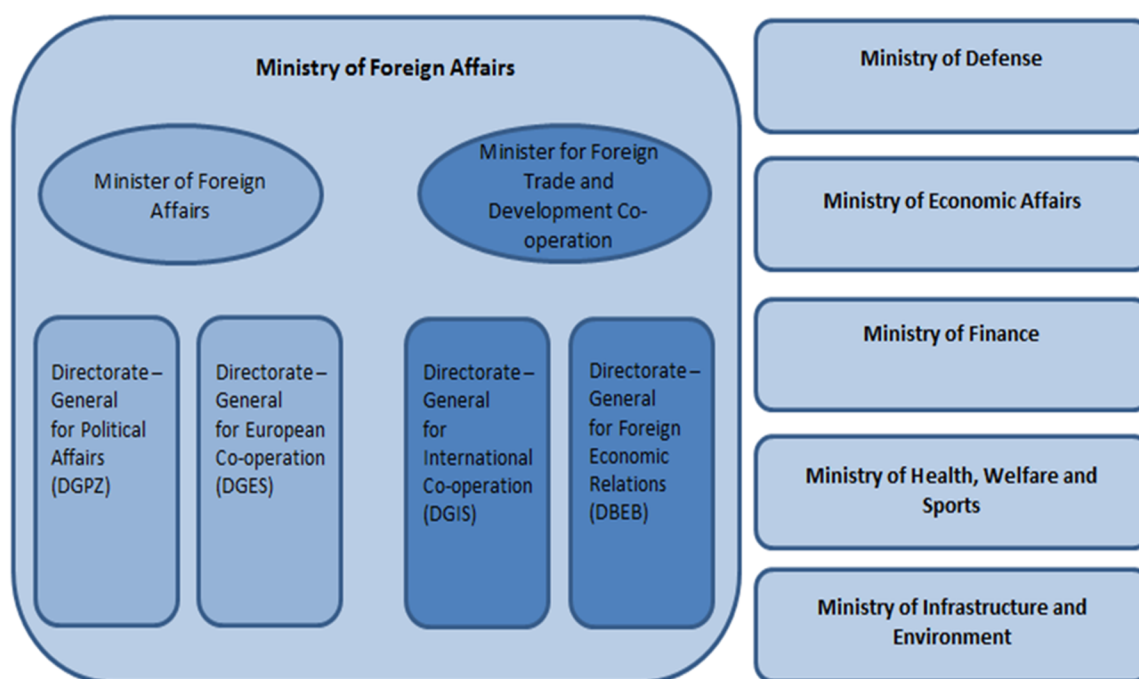 Ministry of Foreign Affairs
Minister of Foreign
Affairs
Minister for Foreign
Trade and
Development Co-
operation
Directorate –
General
for Political
Affairs
(DGPZ)
Directorate –
General
for European
Co-operation
(DGES)
Directorate –
General
for
International
Co-operation
(DGIS)
Directorate –
General
for Foreign
Economic
Relations
(DBEB)
Ministry of Defense
Ministry of Economic Affairs
Ministry of Finance
Ministry of Health, Welfare and
Sports
Ministry of Infrastructure and
Environment